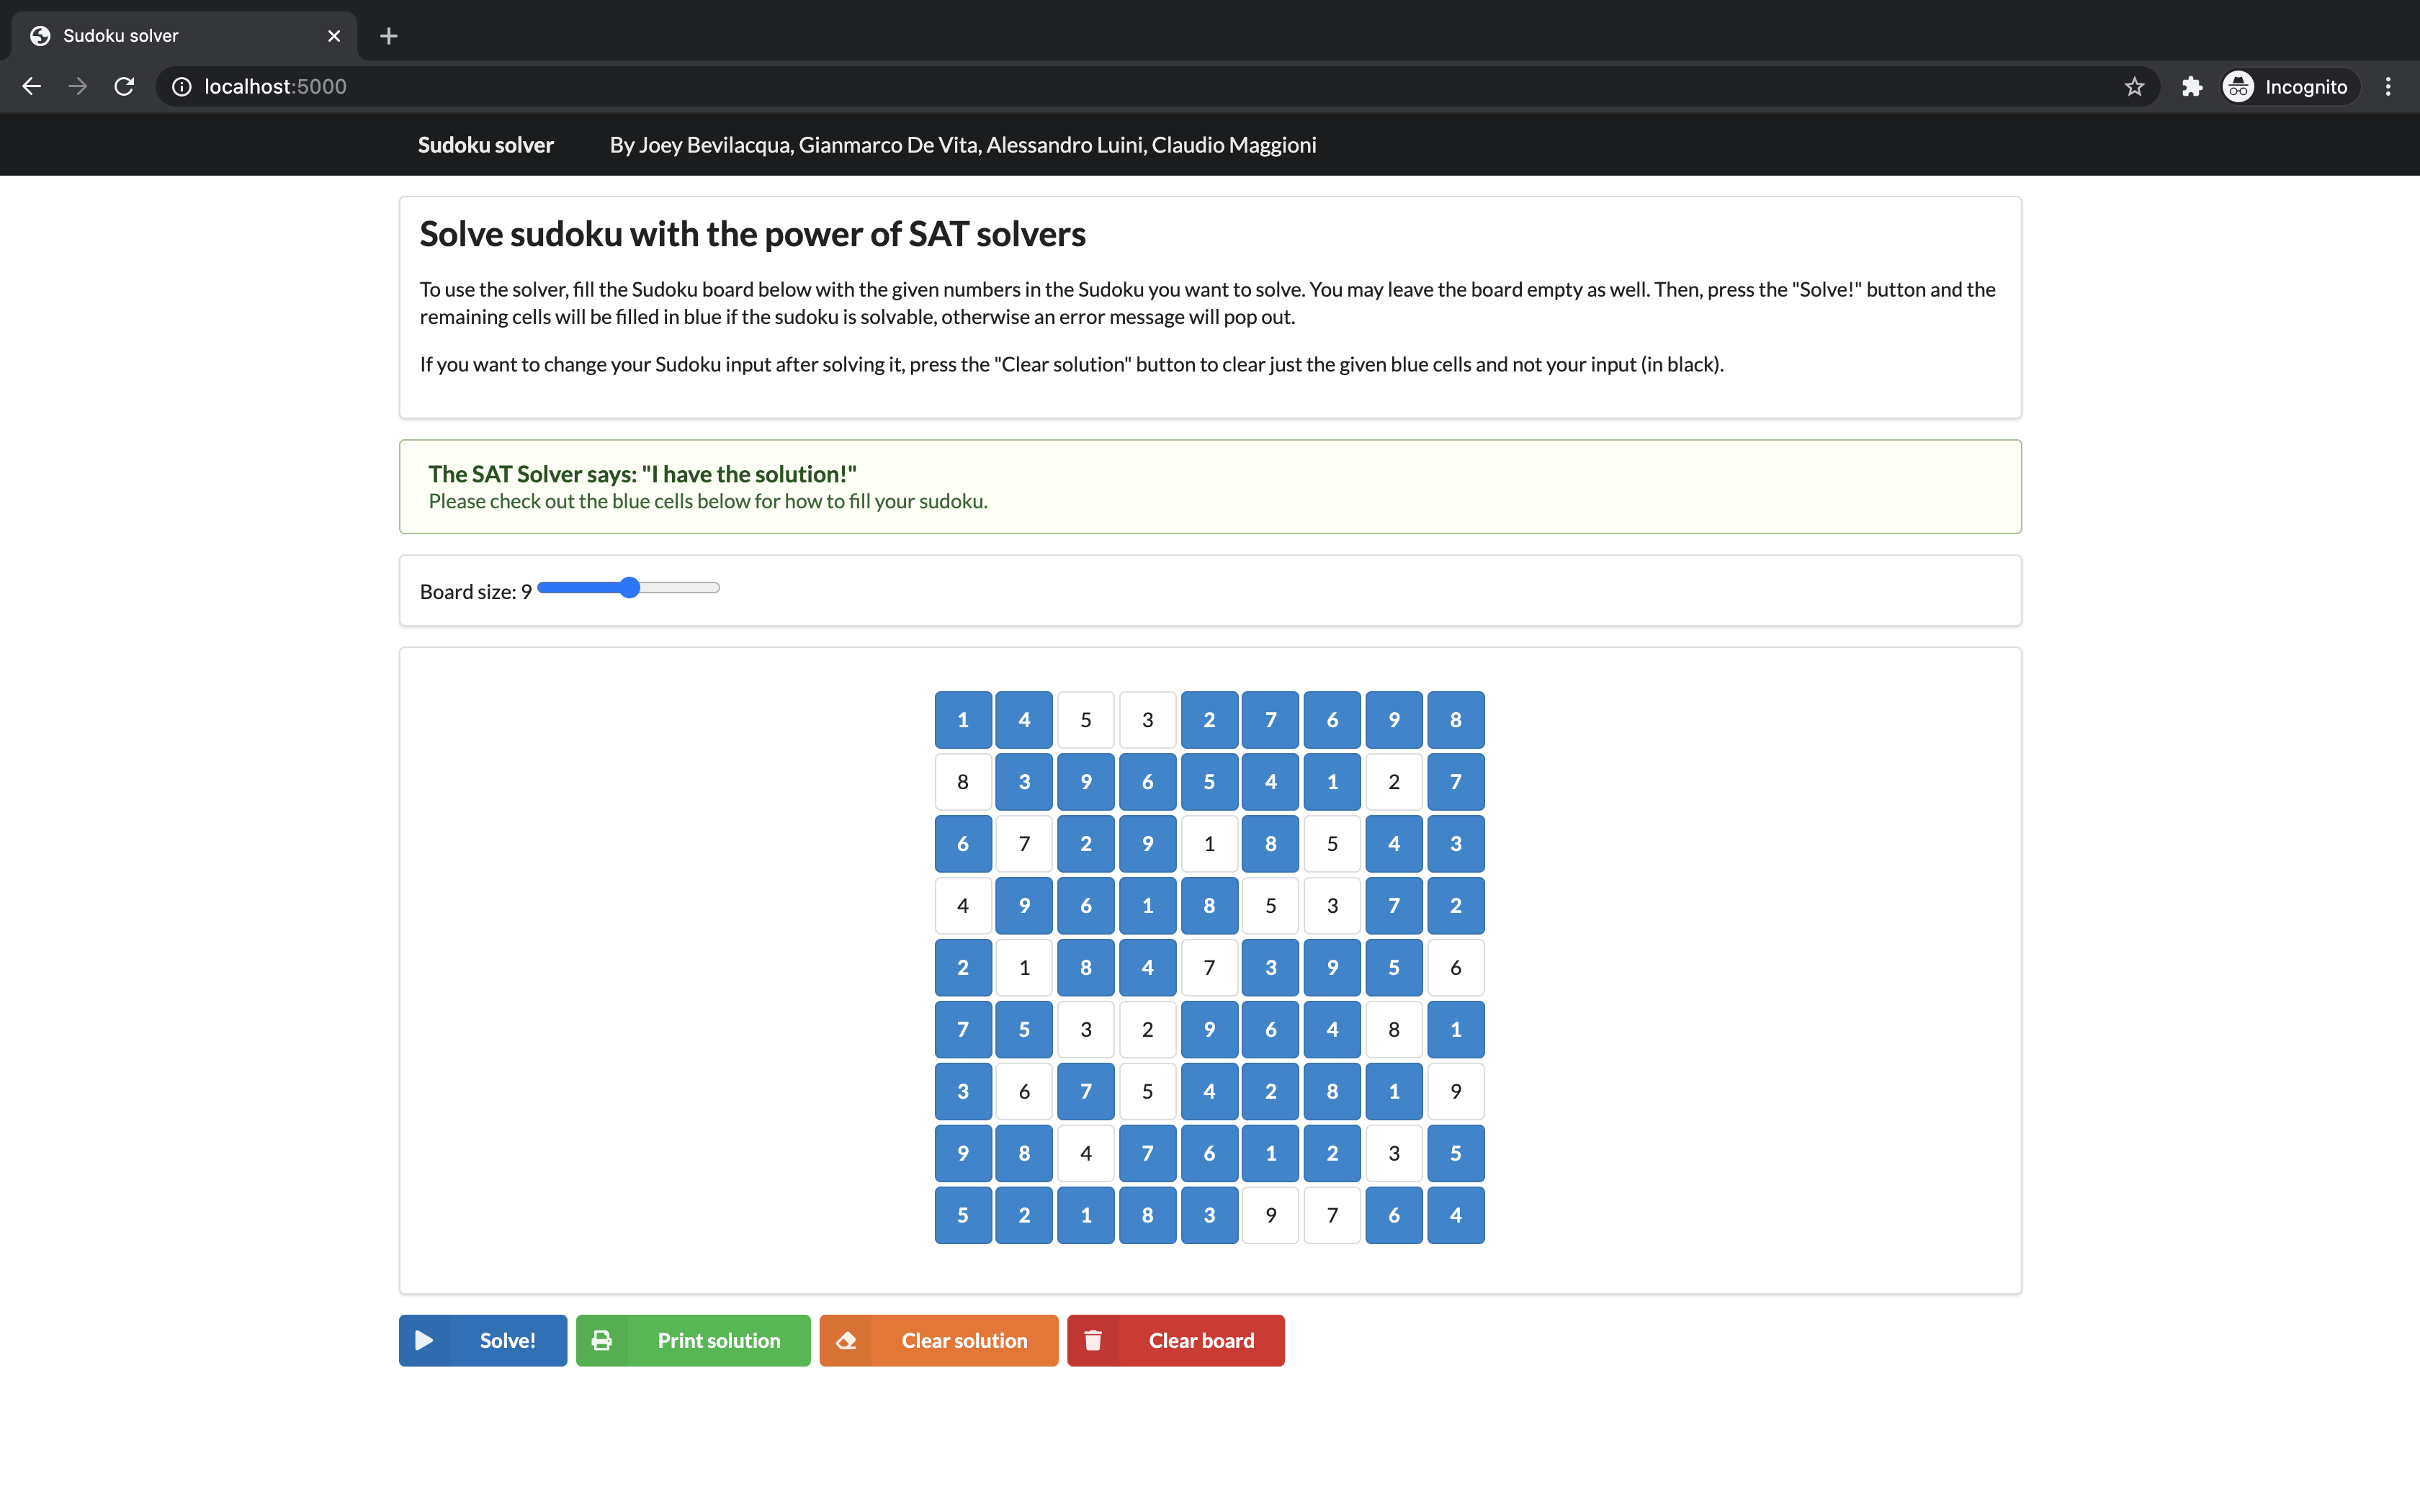 Sudoku solver
localhost:5000
Incognito
Sudoku solver By Joey Bevilacqua, Gianmarco De Vita, Alessandro Luini, Claudio Maggioni
Solve sudoku with the power of SAT solvers
To use the solver, fill the Sudoku board below with the given numbers in the Sudoku you want to solve. You may leave the board empty as well. Then, press the "Solve!" button and the
remaining cells will be filled in blue if the sudoku is solvable, otherwise an error message will pop out.
If you want to change your Sudoku input after solving it, press the "Clear solution" button to clear just the given blue cells and not your input (in black).
The SAT Solver says: "I have the solution!"
Please check out the blue cells below for how to fill your sudoku.
Board size: 9
1 4 5 3 2 7 6 9 8
8 3 9 6 5 4 1 2 7
6 7 2 9 1 8 5 4 3
4 9 6 1 8 5 3 7 2
2 1 8 4 7 3 9 5 6
7 5 3 2 9 6 4 8 1
3 6 7 5 4 2 8 1 9
9 8 4 7 6 1 2 3 5
5 2 1 8 3 9 7 6 4
Solve! Print solution Clear solution Clear board